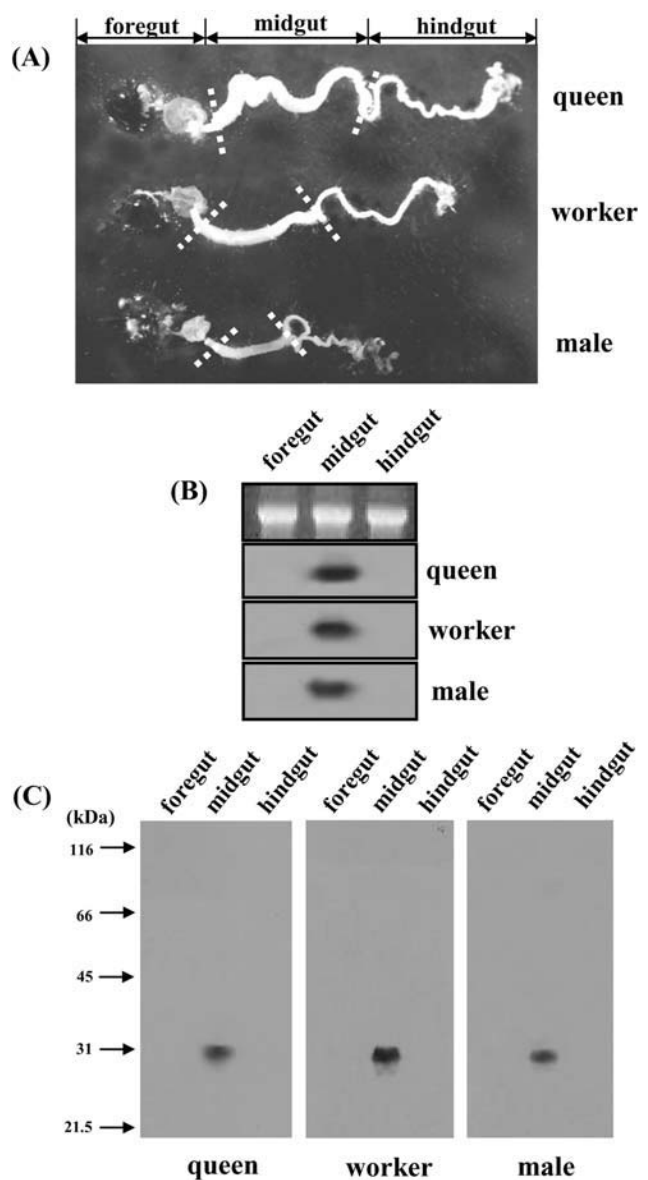 foregut midgut hindgut
(A)
queen
worker
male
foregut midgut hindgut
(B)
queen
worker
male
foregut midgut hindgut foregut midgut hindgut foregut midgut hindgut
(C)
(kDa)
116
66
45
31
21.5
queen worker male